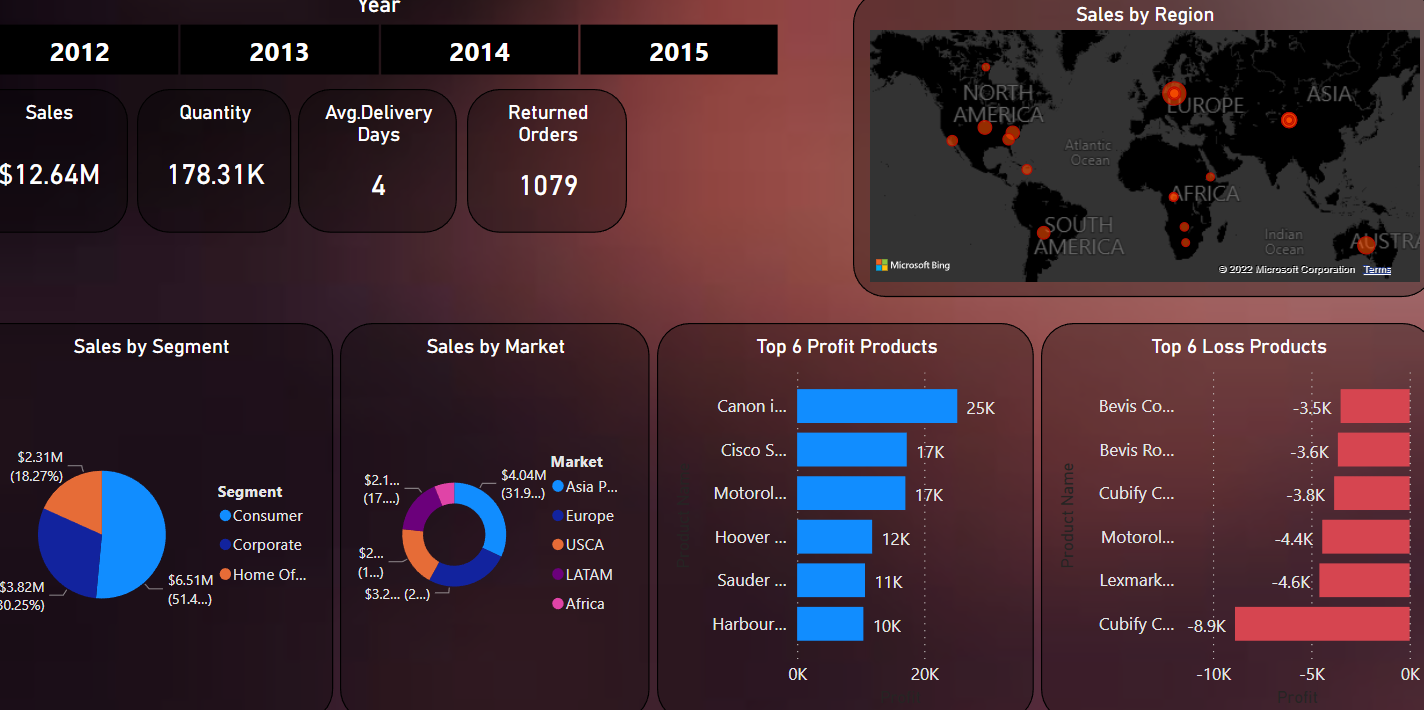 Year
2012
2013
2014
2015
Sales
$12.64M
Quantity
178.31K
Avg.Delivery
Days
4
Returned
Orders
1079
Sales by Region
NORTH
AMERICA
EUROPE
ASIA
Atlantic
Ocean
AFRICA
SOUTH
AMERICA
Indian
Ocean
AUSTRA
Microsoft Bing
© 2022 Microsoft Corporation Terms
Sales by Segment
$2.31M
(18.27%)
$3.82M
30.25%)
$6.51M
(51.4...)
Segment
Consumer
Corporate
Home Of...
Sales by Market
$2.1...
(17....)
$4.04M
(31.9...)
$2...
(1...)
$3.2... (2...)
Market
Asia P...
Europe
USCA
LATAM
Africa
Top 6 Profit Products
Product Name
Canon i... 25K
Cisco S... 17K
Motorol... 17K
Hoover ... 12K
Sauder ... 11K
Harbour... 10K
0K 20K
Top 6 Loss Products
Product Name
Bevis Co... -3.5K
Bevis Ro... -3.6K
Cubify C... -3.8K
Motorol... -4.4K
Lexmark... -4.6K
Cubify C... -8.9K
-10K -5K 0K
Profit